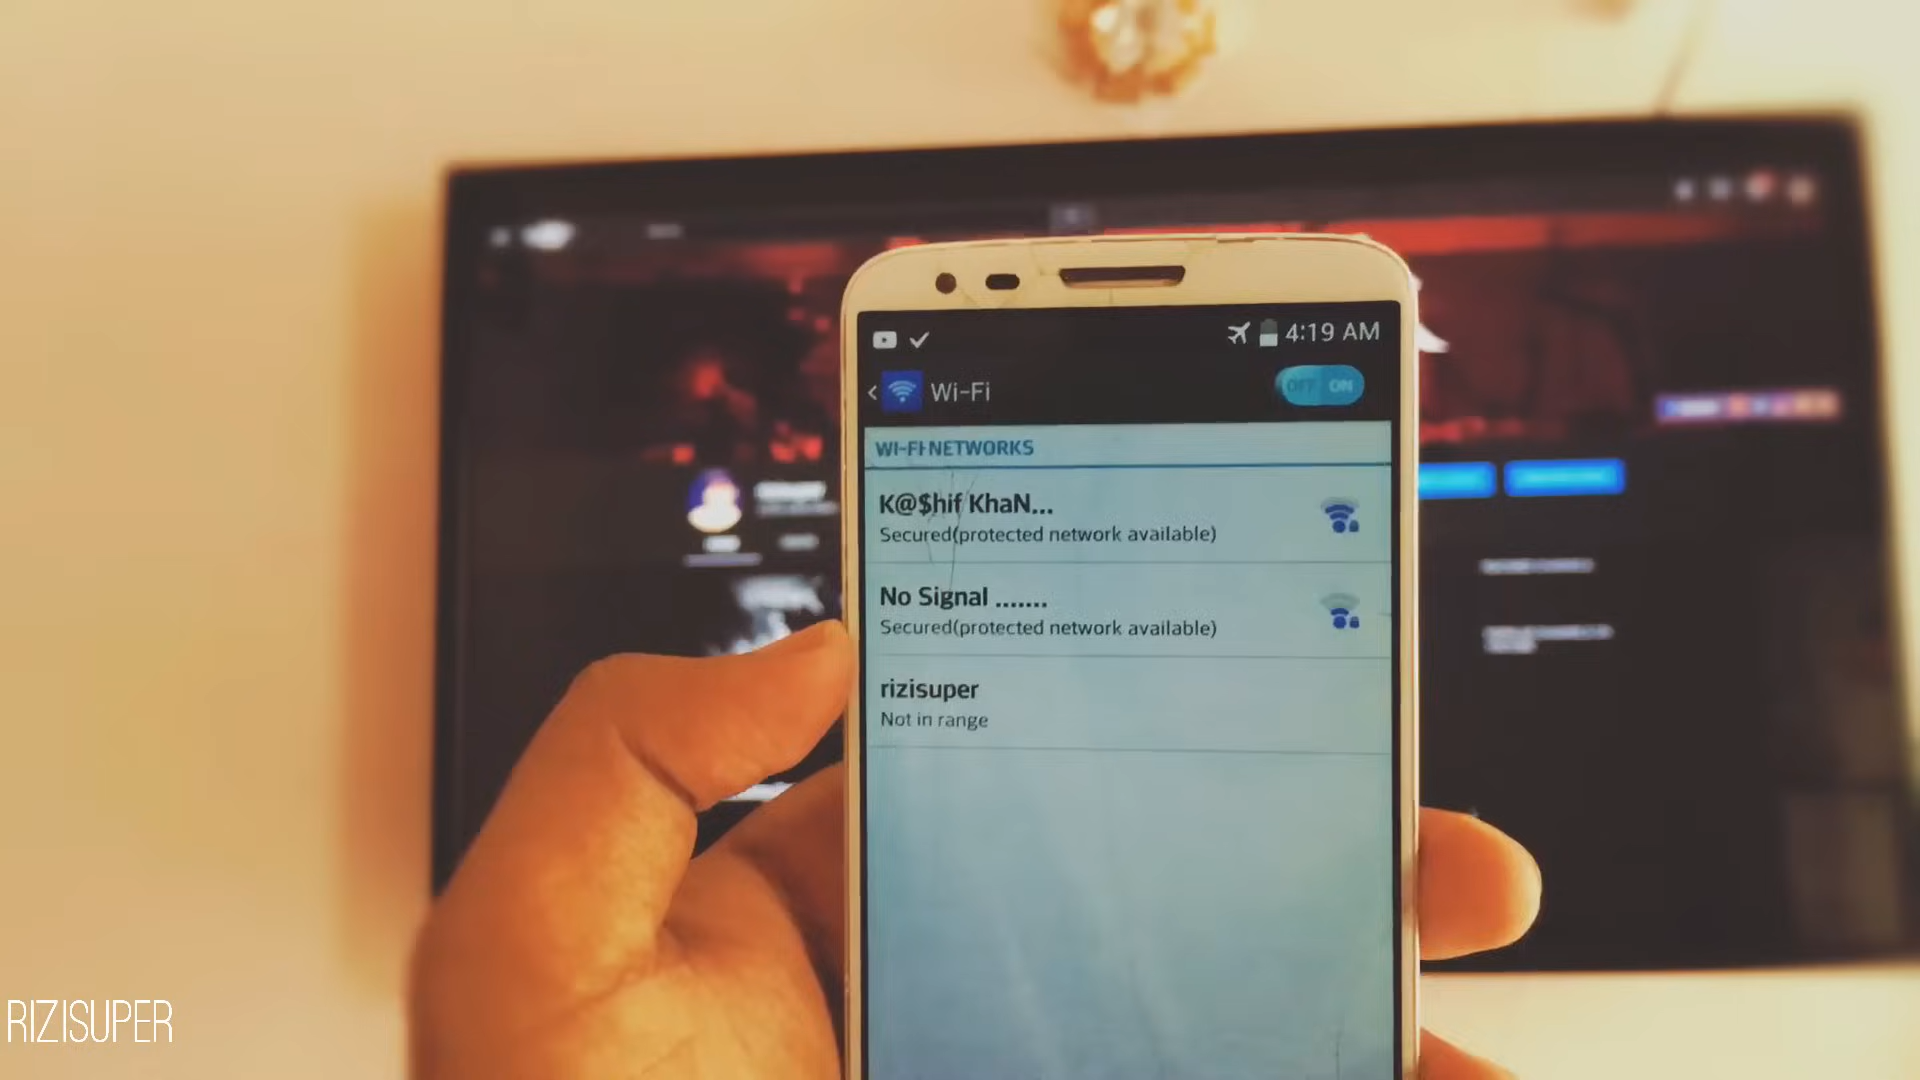 4:19 AM
Wi-Fi
OFF ON
WI-FI NETWORKS
K@$hif KhaN...
Secured(protected network available)
No Signal .......
Secured(protected network available)
rizisuper
Not in range
RIZISUPER